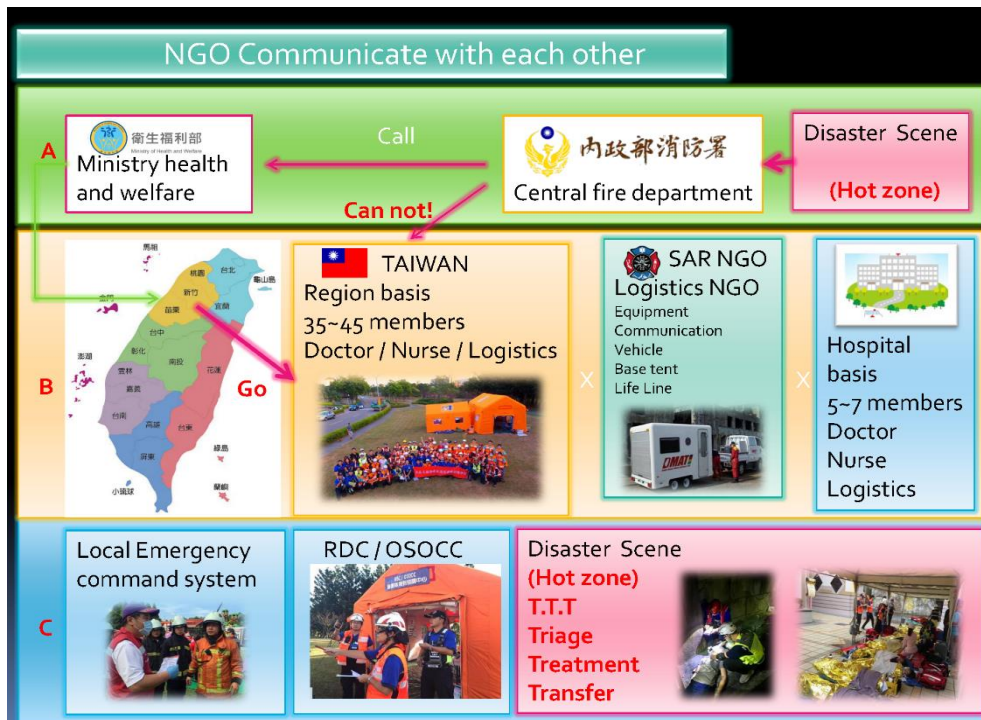 NGO Communicate with each other
A
衛生福利部
Ministry of Health and Welfare
Ministry health
and welfare
Call
Can not!
內政部消防署
Central fire department
Disaster Scene
(Hot zone)
B
馬祖
金門
澎湖
小琉球
龜山島
綠島
蘭嶼
台北
桃園
新竹
宜蘭
苗栗
台中
彰化
南投
花蓮
雲林
嘉義
台南
高雄
台東
屏東
Go
TAIWAN
Region basis
35~45 members
Doctor / Nurse / Logistics
X
SAR NGO
Logistics NGO
Equipment
Communication
Vehicle
Base tent
Life Line
DMAT
X
Hospital
basis
5~7 members
Doctor
Nurse
Logistics
C
Local Emergency
command system
RDC / OSOCC
Disaster Scene
(Hot zone)
T.T.T
Triage
Treatment
Transfer